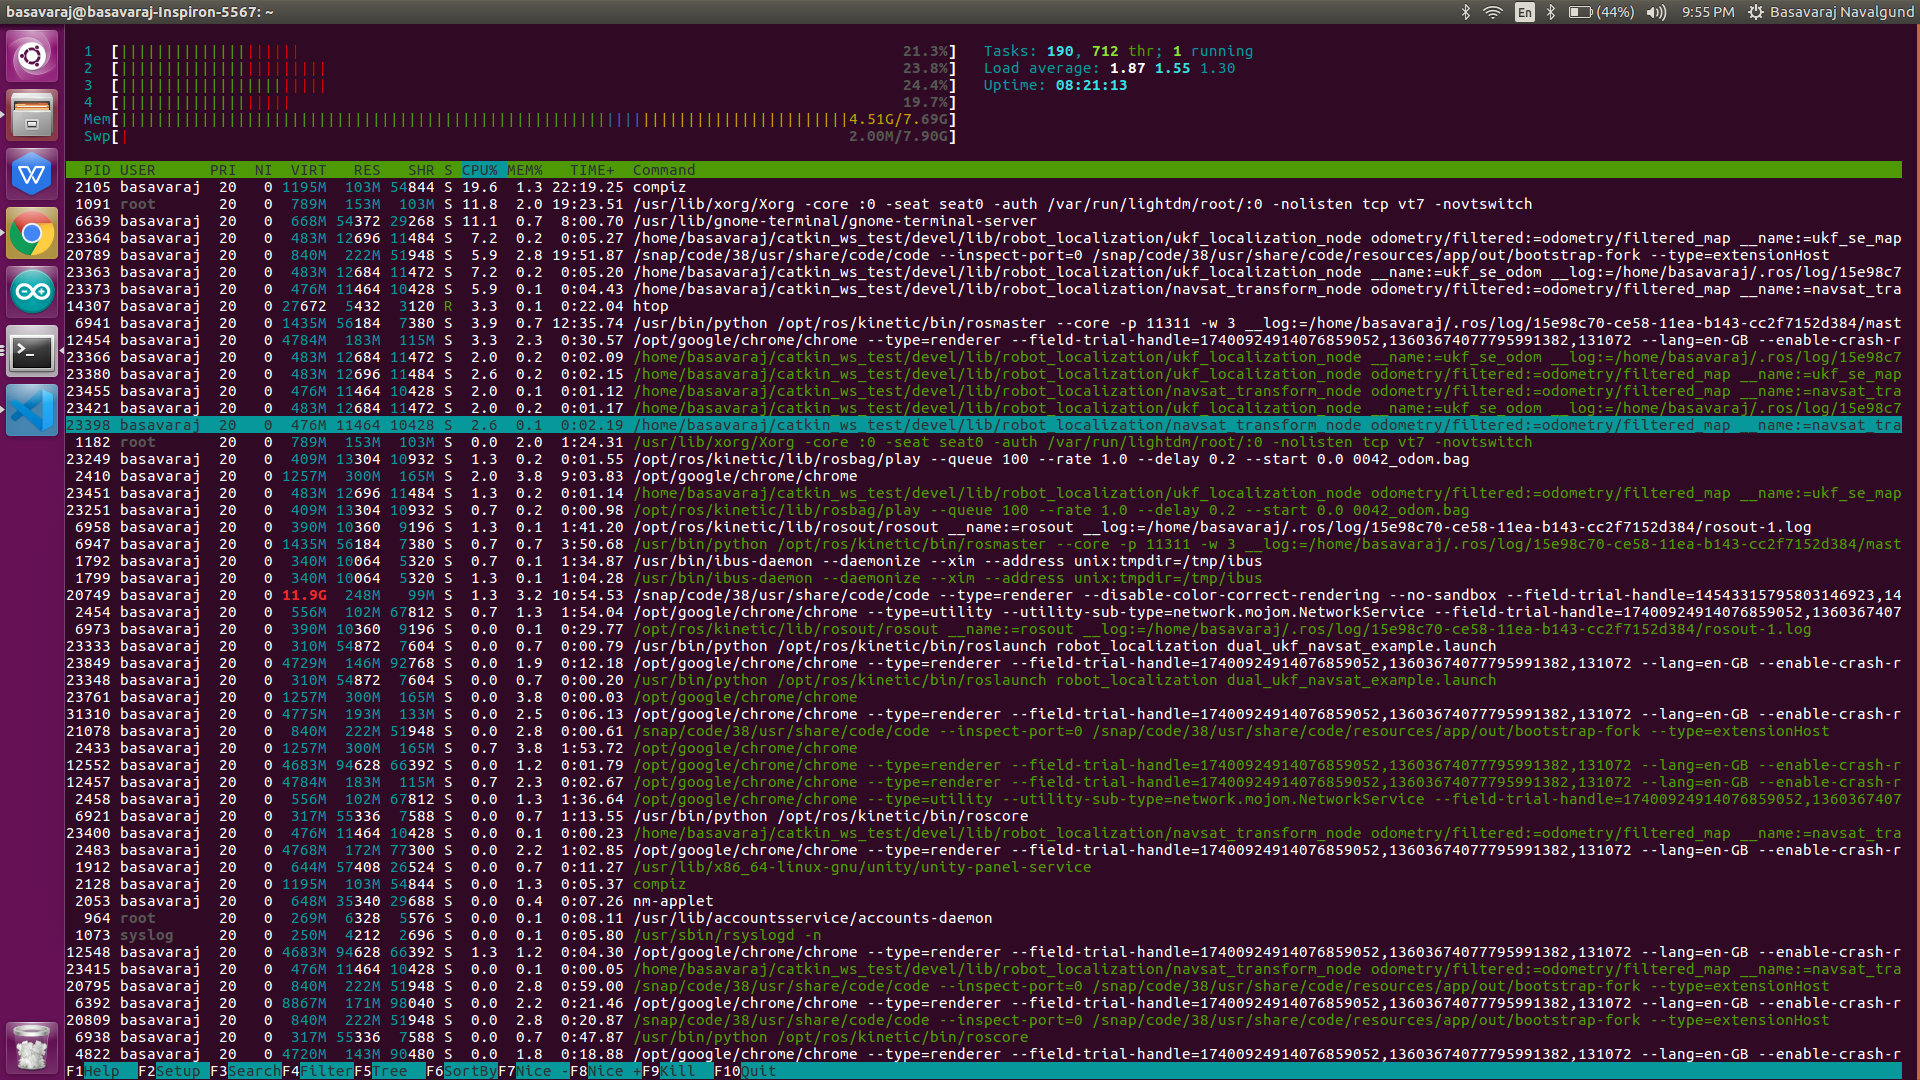 basavaraj@basavaraj-Inspiron-5567: ~ En (44%) 9:55 PM Basavaraj Navalgund
1 [ 21.3%] Tasks: 190, 712 thr; 1 running
2 [ 23.8%] Load average: 1.87 1.55 1.30
3 [ 24.4%] Uptime: 08:21:13
4 [ 19.7%]
Mem[ 4.51G/7.69G]
Swp[ 2.00M/7.90G]
PID USER PRI NI VIRT RES SHR S CPU% MEM% TIME+ Command
2105 basavaraj 20 0 1195M 103M 54844 S 19.6 1.3 22:19.25 compiz
1091 root 20 0 789M 153M 103M S 11.8 2.0 19:23.51 /usr/lib/xorg/Xorg -core :0 -seat seat0 -auth /var/run/lightdm/root/:0 -nolisten tcp vt7 -novtswitch
6639 basavaraj 20 0 668M 54372 29268 S 11.1 0.7 8:00.70 /usr/lib/gnome-terminal/gnome-terminal-server
23364 basavaraj 20 0 483M 12696 11484 S 7.2 0.2 0:05.27 /home/basavaraj/catkin_ws_test/devel/lib/robot_localization/ukf_localization_node odometry/filtered:=odometry/filtered_map __name:=ukf_se_map
20789 basavaraj 20 0 840M 222M 51948 S 5.9 2.8 19:51.87 /snap/code/38/usr/share/code/code --inspect-port=0 /snap/code/38/usr/share/code/resources/app/out/bootstrap-fork --type=extensionHost
23363 basavaraj 20 0 483M 12684 11472 S 7.2 0.2 0:05.20 /home/basavaraj/catkin_ws_test/devel/lib/robot_localization/ukf_localization_node __name:=ukf_se_odom __log:=/home/basavaraj/.ros/log/15e98c7
23373 basavaraj 20 0 476M 11464 10428 S 5.9 0.1 0:04.43 /home/basavaraj/catkin_ws_test/devel/lib/robot_localization/navsat_transform_node odometry/filtered:=odometry/filtered_map __name:=navsat_tra
14307 basavaraj 20 0 27672 5432 3120 R 3.3 0.1 0:22.04 htop
6941 basavaraj 20 0 1435M 56184 7380 S 3.9 0.7 12:35.74 /usr/bin/python /opt/ros/kinetic/bin/rosmaster --core -p 11311 -w 3 __log:=/home/basavaraj/.ros/log/15e98c70-ce58-11ea-b143-cc2f7152d384/mast
12454 basavaraj 20 0 4784M 183M 115M S 3.3 2.3 0:30.57 /opt/google/chrome/chrome --type=renderer --field-trial-handle=17400924914076859052,13603674077795991382,131072 --lang=en-GB --enable-crash-r
23366 basavaraj 20 0 483M 12684 11472 S 2.0 0.2 0:02.09 /home/basavaraj/catkin_ws_test/devel/lib/robot_localization/ukf_localization_node __name:=ukf_se_odom __log:=/home/basavaraj/.ros/log/15e98c7
23380 basavaraj 20 0 483M 12696 11484 S 2.6 0.2 0:02.15 /home/basavaraj/catkin_ws_test/devel/lib/robot_localization/ukf_localization_node odometry/filtered:=odometry/filtered_map __name:=ukf_se_map
23455 basavaraj 20 0 476M 11464 10428 S 2.0 0.1 0:01.12 /home/basavaraj/catkin_ws_test/devel/lib/robot_localization/navsat_transform_node odometry/filtered:=odometry/filtered_map __name:=navsat_tra
23421 basavaraj 20 0 483M 12684 11472 S 2.0 0.2 0:01.17 /home/basavaraj/catkin_ws_test/devel/lib/robot_localization/ukf_localization_node __name:=ukf_se_odom __log:=/home/basavaraj/.ros/log/15e98c7
23398 basavaraj 20 0 476M 11464 10428 S 2.6 0.1 0:02.19 /home/basavaraj/catkin_ws_test/devel/lib/robot_localization/navsat_transform_node odometry/filtered:=odometry/filtered_map __name:=navsat_tra
1182 root 20 0 789M 153M 103M S 0.0 2.0 1:24.31 /usr/lib/xorg/Xorg -core :0 -seat seat0 -auth /var/run/lightdm/root/:0 -nolisten tcp vt7 -novtswitch
23249 basavaraj 20 0 409M 13304 10932 S 1.3 0.2 0:01.55 /opt/ros/kinetic/lib/rosbag/play --queue 100 --rate 1.0 --delay 0.2 --start 0.0 0042_odom.bag
2410 basavaraj 20 0 1257M 300M 165M S 2.0 3.8 9:03.83 /opt/google/chrome/chrome
23451 basavaraj 20 0 483M 12696 11484 S 1.3 0.2 0:01.14 /home/basavaraj/catkin_ws_test/devel/lib/robot_localization/ukf_localization_node odometry/filtered:=odometry/filtered_map __name:=ukf_se_map
23251 basavaraj 20 0 409M 13304 10932 S 0.7 0.2 0:00.98 /opt/ros/kinetic/lib/rosbag/play --queue 100 --rate 1.0 --delay 0.2 --start 0.0 0042_odom.bag
6958 basavaraj 20 0 390M 10360 9196 S 1.3 0.1 1:41.20 /opt/ros/kinetic/lib/rosout/rosout __name:=rosout __log:=/home/basavaraj/.ros/log/15e98c70-ce58-11ea-b143-cc2f7152d384/rosout-1.log
6947 basavaraj 20 0 1435M 56184 7380 S 0.7 0.7 3:50.68 /usr/bin/python /opt/ros/kinetic/bin/rosmaster --core -p 11311 -w 3 __log:=/home/basavaraj/.ros/log/15e98c70-ce58-11ea-b143-cc2f7152d384/mast
1792 basavaraj 20 0 340M 10064 5320 S 0.7 0.1 1:34.87 /usr/bin/ibus-daemon --daemonize --xim --address unix:tmpdir=/tmp/ibus
1799 basavaraj 20 0 340M 10064 5320 S 1.3 0.1 1:04.28 /usr/bin/ibus-daemon --daemonize --xim --address unix:tmpdir=/tmp/ibus
20749 basavaraj 20 0 11.9G 248M 99M S 1.3 3.2 10:54.53 /snap/code/38/usr/share/code/code --type=renderer --disable-color-correct-rendering --no-sandbox --field-trial-handle=14543315795803146923,14
2454 basavaraj 20 0 556M 102M 67812 S 0.7 1.3 1:54.04 /opt/google/chrome/chrome --type=utility --utility-sub-type=network.mojom.NetworkService --field-trial-handle=17400924914076859052,1360367407
6973 basavaraj 20 0 390M 10360 9196 S 0.0 0.1 0:29.77 /opt/ros/kinetic/lib/rosout/rosout __name:=rosout __log:=/home/basavaraj/.ros/log/15e98c70-ce58-11ea-b143-cc2f7152d384/rosout-1.log
23333 basavaraj 20 0 310M 54872 7604 S 0.0 0.7 0:00.79 /usr/bin/python /opt/ros/kinetic/bin/roslaunch robot_localization dual_ukf_navsat_example.launch
23849 basavaraj 20 0 4729M 146M 92768 S 0.0 1.9 0:12.18 /opt/google/chrome/chrome --type=renderer --field-trial-handle=17400924914076859052,13603674077795991382,131072 --lang=en-GB --enable-crash-r
23348 basavaraj 20 0 310M 54872 7604 S 0.0 0.7 0:00.20 /usr/bin/python /opt/ros/kinetic/bin/roslaunch robot_localization dual_ukf_navsat_example.launch
23761 basavaraj 20 0 1257M 300M 165M S 0.0 3.8 0:00.03 /opt/google/chrome/chrome
31310 basavaraj 20 0 4775M 193M 133M S 0.0 2.5 0:06.13 /opt/google/chrome/chrome --type=renderer --field-trial-handle=17400924914076859052,13603674077795991382,131072 --lang=en-GB --enable-crash-r
21078 basavaraj 20 0 840M 222M 51948 S 0.0 2.8 0:00.61 /snap/code/38/usr/share/code/code --inspect-port=0 /snap/code/38/usr/share/code/resources/app/out/bootstrap-fork --type=extensionHost
2433 basavaraj 20 0 1257M 300M 165M S 0.7 3.8 1:53.72 /opt/google/chrome/chrome
12552 basavaraj 20 0 4683M 94628 66392 S 0.0 1.2 0:01.79 /opt/google/chrome/chrome --type=renderer --field-trial-handle=17400924914076859052,13603674077795991382,131072 --lang=en-GB --enable-crash-r
12457 basavaraj 20 0 4784M 183M 115M S 0.7 2.3 0:02.67 /opt/google/chrome/chrome --type=renderer --field-trial-handle=17400924914076859052,13603674077795991382,131072 --lang=en-GB --enable-crash-r
2458 basavaraj 20 0 556M 102M 67812 S 0.0 1.3 1:36.64 /opt/google/chrome/chrome --type=utility --utility-sub-type=network.mojom.NetworkService --field-trial-handle=17400924914076859052,1360367407
6921 basavaraj 20 0 317M 55336 7588 S 0.0 0.7 1:13.55 /usr/bin/python /opt/ros/kinetic/bin/roscore
23400 basavaraj 20 0 476M 11464 10428 S 0.0 0.1 0:00.23 /home/basavaraj/catkin_ws_test/devel/lib/robot_localization/navsat_transform_node odometry/filtered:=odometry/filtered_map __name:=navsat_tra
2483 basavaraj 20 0 4768M 172M 77300 S 0.0 2.2 1:02.85 /opt/google/chrome/chrome --type=renderer --field-trial-handle=17400924914076859052,13603674077795991382,131072 --lang=en-GB --enable-crash-r
1912 basavaraj 20 0 644M 57408 26524 S 0.0 0.7 0:11.27 /usr/lib/x86_64-linux-gnu/unity/unity-panel-service
2128 basavaraj 20 0 1195M 103M 54844 S 0.0 1.3 0:05.37 compiz
2053 basavaraj 20 0 648M 35340 29688 S 0.0 0.4 0:07.26 nm-applet
964 root 20 0 269M 6328 5576 S 0.0 0.1 0:08.11 /usr/lib/accountsservice/accounts-daemon
1073 syslog 20 0 250M 4212 2696 S 0.0 0.1 0:05.80 /usr/sbin/rsyslogd -n
12548 basavaraj 20 0 4683M 94628 66392 S 1.3 1.2 0:04.30 /opt/google/chrome/chrome --type=renderer --field-trial-handle=17400924914076859052,13603674077795991382,131072 --lang=en-GB --enable-crash-r
23415 basavaraj 20 0 476M 11464 10428 S 0.0 0.1 0:00.05 /home/basavaraj/catkin_ws_test/devel/lib/robot_localization/navsat_transform_node odometry/filtered:=odometry/filtered_map __name:=navsat_tra
20795 basavaraj 20 0 840M 222M 51948 S 0.0 2.8 0:59.00 /snap/code/38/usr/share/code/code --inspect-port=0 /snap/code/38/usr/share/code/resources/app/out/bootstrap-fork --type=extensionHost
6392 basavaraj 20 0 8867M 171M 98040 S 0.0 2.2 0:21.46 /opt/google/chrome/chrome --type=renderer --field-trial-handle=17400924914076859052,13603674077795991382,131072 --lang=en-GB --enable-crash-r
20809 basavaraj 20 0 840M 222M 51948 S 0.0 2.8 0:20.87 /snap/code/38/usr/share/code/code --inspect-port=0 /snap/code/38/usr/share/code/resources/app/out/bootstrap-fork --type=extensionHost
6938 basavaraj 20 0 317M 55336 7588 S 0.0 0.7 0:47.87 /usr/bin/python /opt/ros/kinetic/bin/roscore
4822 basavaraj 20 0 4720M 143M 90480 S 0.0 1.8 0:18.88 /opt/google/chrome/chrome --type=renderer --field-trial-handle=17400924914076859052,13603674077795991382,131072 --lang=en-GB --enable-crash-r
F1Help F2Setup F3SearchF4FilterF5Tree F6SortByF7Nice -F8Nice +F9Kill F10Quit